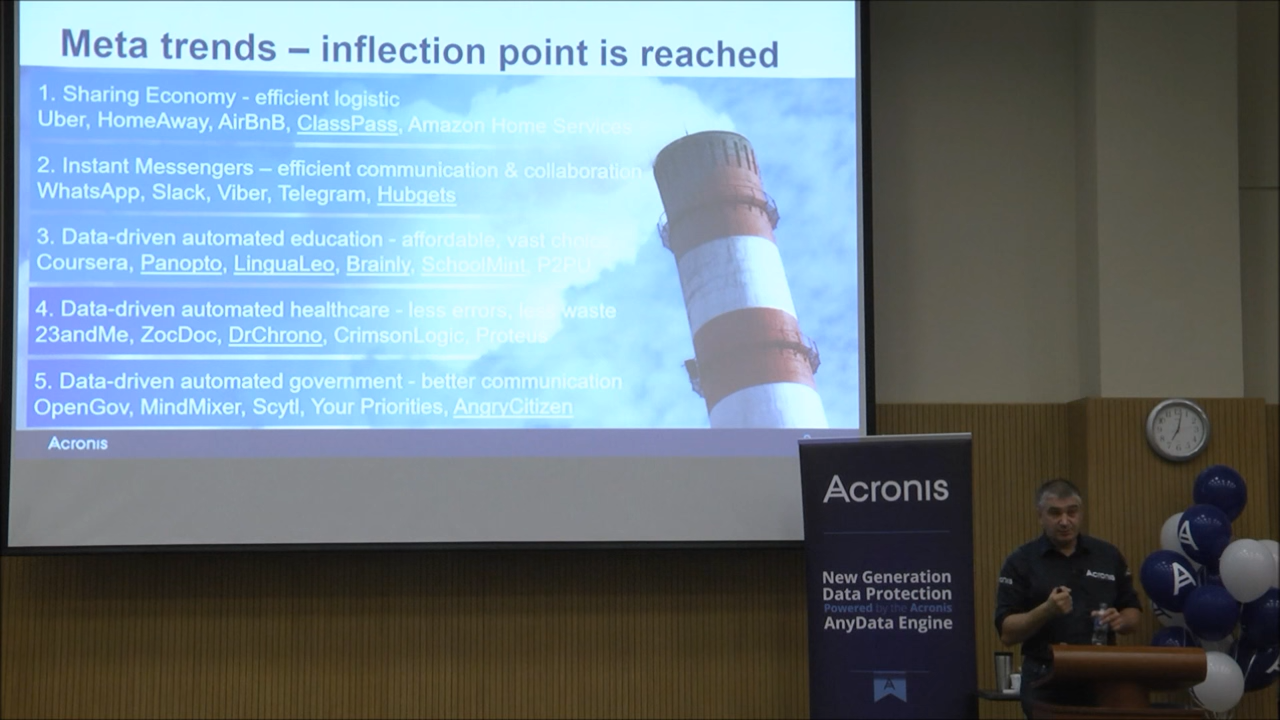 Meta trends – inflection point is reached
1. Sharing Economy - efficient logistic
Uber, HomeAway, AirBnB, ClassPass, Amazon Home Services
2. Instant Messengers – efficient communication & collaboration
WhatsApp, Slack, Viber, Telegram, Hubgets
3. Data-driven automated education - affordable, vast choice
Coursera, Panopto, LinguaLeo, Brainly, SchoolMint,
4. Data-driven automated healthcare - less errors, less waste
23andMe, ZocDoc, DrChrono, CrimsonLogic, Proteus
5. Data-driven automated government - better communication
OpenGov, MindMixer, Scytl, Your Priorities, AngryCitizen
Acronis
Acronis
New Generation
Data Protection
Powered by the Acronis
AnyData Engine
Acronis